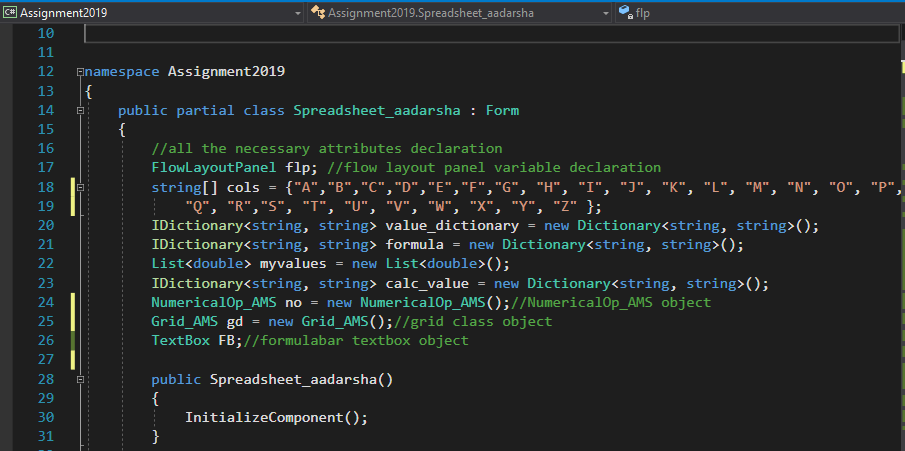 C# Assignment2019 Assignment2019.Spreadsheet_aadarsha flp
10
11
12 namespace Assignment2019
13 {
14 public partial class Spreadsheet_aadarsha : Form
15 {
16 //all the necessary attributes declaration
17 FlowLayoutPanel flp; //flow layout panel variable declaration
18 string[] cols = {"A","B","C","D","E","F","G", "H", "I", "J", "K", "L", "M", "N", "O", "P",
19 "Q", "R","S", "T", "U", "V", "W", "X", "Y", "Z" };
20 IDictionary<string, string> value_dictionary = new Dictionary<string, string>();
21 IDictionary<string, string> formula = new Dictionary<string, string>();
22 List<double> myvalues = new List<double>();
23 IDictionary<string, string> calc_value = new Dictionary<string, string>();
24 NumericalOp_AMS no = new NumericalOp_AMS();//NumericalOp_AMS object
25 Grid_AMS gd = new Grid_AMS();//grid class object
26 TextBox FB;//formulabar textbox object
27
28 public Spreadsheet_aadarsha()
29 {
30 InitializeComponent();
31 }